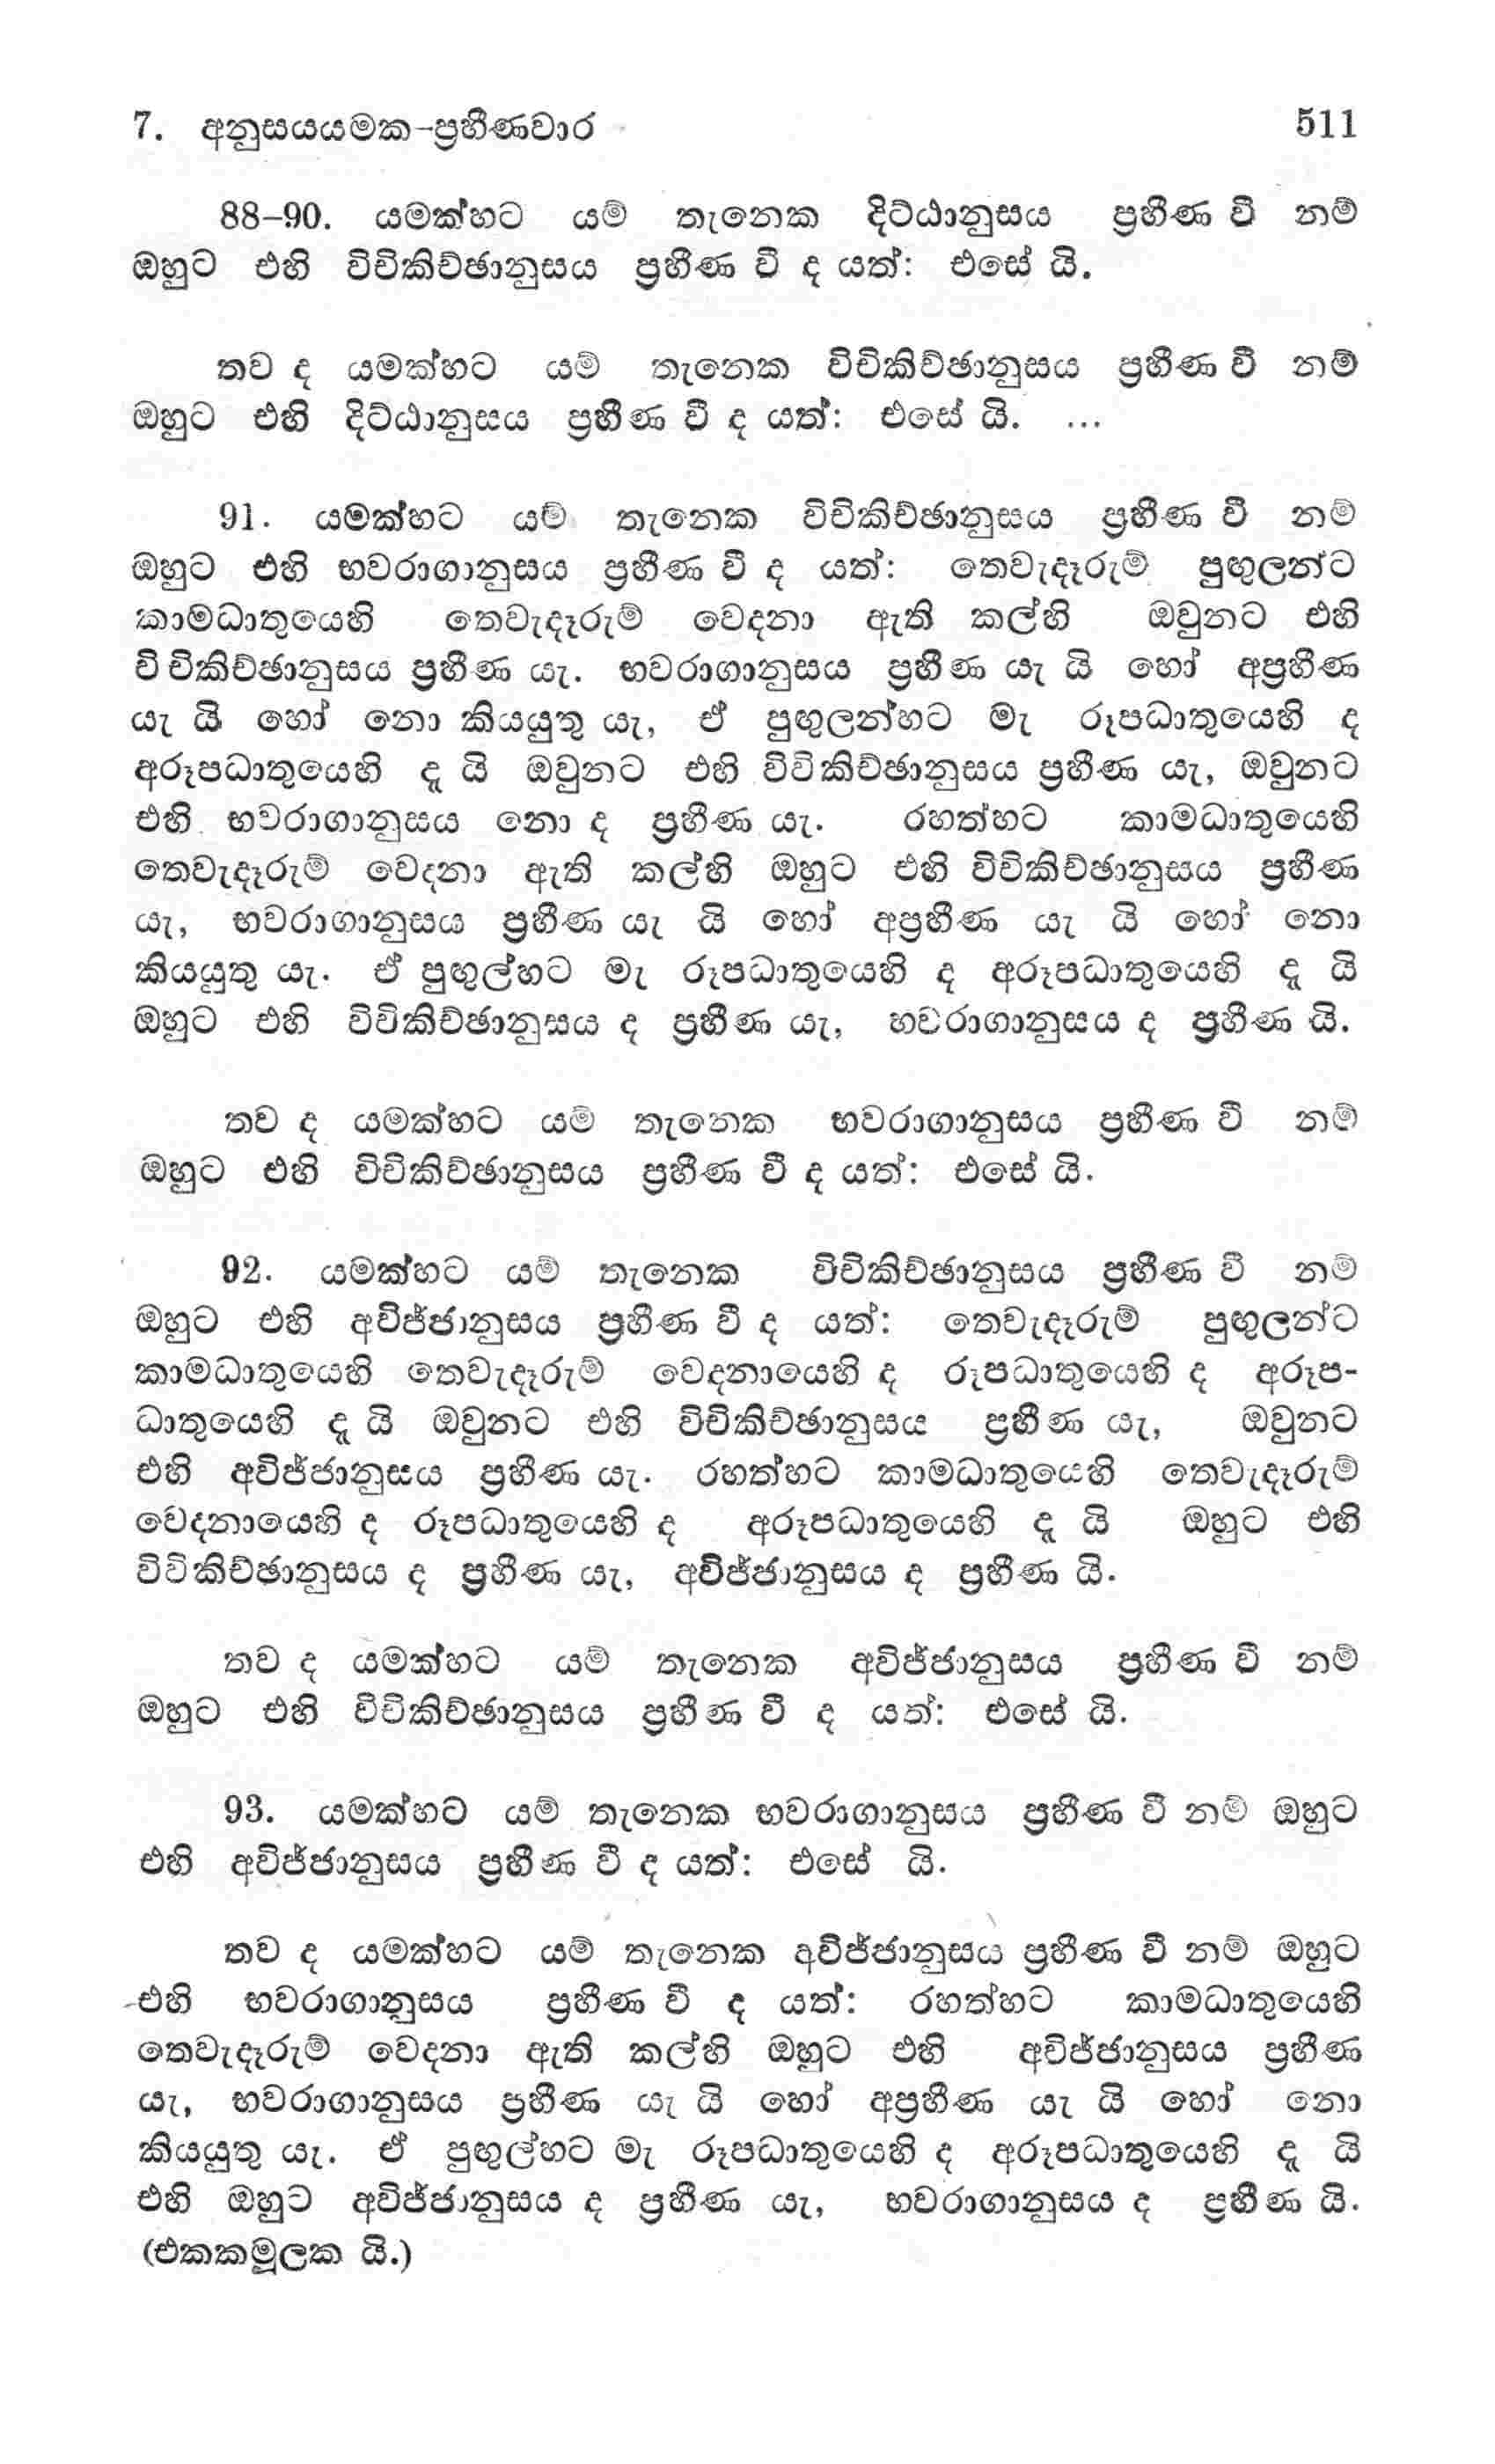 7. අනුසයයමක-ප්‍රහීණවාර 511
88-90. යමක්හට යම් තැනෙක දිට්ඨානුසය ප්‍රහීණ වී නම්
ඔහුට එහි විචිකිච්ඡානුසය ප්‍රහීණ වී ද යත්: එසේ යි.
තව ද යමක්හට යම් තැනෙක විචිකිච්ඡානුසය ප්‍රහීණ වී නම්
ඔහුට එහි දිට්ඨානුසය ප්‍රහීණ වී ද යත්: එසේ යි. ...
91. යමක්හට යම් තැනෙක විචිකිච්ඡානුසය ප්‍රහීණ වී නම්
ඔහුට එහි භවරාගානුසය ප්‍රහීණ වී ද යත්: තෙවැදෑරුම් පුඟුලන්ට
කාමධාතුයෙහි තෙවැදෑරුම් වෙදනා ඇති කල්හි ඔවුනට එහි
විචිකිච්ඡානුසය ප්‍රහීණ යැ. භවරාගානුසය ප්‍රහීණ යැ යි හෝ අප්‍රහීණ
යැ යි හෝ නො කියයුතු යැ, ඒ පුඟුලන්හට මැ රූපධාතුයෙහි ද
අරූපධාතුයෙහි දැ යි ඔවුනට එහි විචිකිච්ඡානුසය ප්‍රහීණ යැ, ඔවුනට
එහි භවරාගානුසය නො ද ප්‍රහීණ යැ. රහත්හට කාමධාතුයෙහි
තෙවැදෑරුම් වෙදනා ඇති කල්හි ඔහුට එහි විචිකිච්ඡානුසය ප්‍රහීණ
යැ, භවරාගානුසය ප්‍රහීණ යැ යි හෝ අප්‍රහීණ යැ යි හෝ නො
කියයුතු යැ. ඒ පුඟුල්හට මැ රූපධාතුයෙහි ද අරූපධාතුයෙහි දැ යි
ඔහුට එහි විචිකිච්ඡානුසය ද ප්‍රහීණ යැ, භවරාගානුසය ද ප්‍රහීණ යි.
තව ද යමක්හට යම් තැනෙක භවරාගානුසය ප්‍රහීණ වී නම්
ඔහුට එහි විචිකිච්ඡානුසය ප්‍රහීණ වී ද යත්: එසේ යි.
92. යමක්හට යම් තැනෙක විචිකිච්ඡානුසය ප්‍රහීණ වී නම්
ඔහුට එහි අවිජ්ජානුසය ප්‍රහීණ වී ද යත්: තෙවැදෑරුම් පුඟුලන්ට
කාමධාතුයෙහි තෙවැදෑරුම් වෙදනායෙහි ද රූපධාතුයෙහි ද අරූප-
ධාතුයෙහි දැ යි ඔවුනට එහි විචිකිච්ඡානුසය ප්‍රහීණ යැ, ඔවුනට
එහි අවිජ්ජානුසය ප්‍රහීණ යැ. රහත්හට කාමධාතුයෙහි තෙවැදෑරුම්
වෙදනායෙහි ද රූපධාතුයෙහි ද අරූපධාතුයෙහි දැ යි ඔහුට එහි
විචිකිච්ඡානුසය ද ප්‍රහීණ යැ, අවිජ්ජානුසය ද ප්‍රහීණ යි.
තව ද යමක්හට යම් තැනෙක අවිජ්ජානුසය ප්‍රහීණ වී නම්
ඔහුට එහි විචිකිච්ඡානුසය ප්‍රහීණ වී ද යත්: එසේ යි.
93. යමක්හට යම් තැනෙක භවරාගානුසය ප්‍රහීණ වී නම් ඔහුට
එහි අවිජ්ජානුසය ප්‍රහීණ වී ද යත්: එසේ යි.
තව ද යමක්හට යම් තැනෙක අවිජ්ජානුසය ප්‍රහීණ වී නම් ඔහුට
එහි භවරාගානුසය ප්‍රහීණ වී ද යත්: රහත්හට කාමධාතුයෙහි
තෙවැදෑරුම් වෙදනා ඇති කල්හි ඔහුට එහි අවිජ්ජානුසය ප්‍රහීණ
යැ, භවරාගානුසය ප්‍රහීණ යැ යි හෝ අප්‍රහීණ යැ යි හෝ නො
කියයුතු යැ. ඒ පුඟුල්හට මැ රූපධාතුයෙහි ද අරූපධාතුයෙහි දැ යි
එහි ඔහුට අවිජ්ජානුසය ද ප්‍රහීණ යැ, භවරාගානුසය ද ප්‍රහීණ යි.
(එකකමූලක යි.)